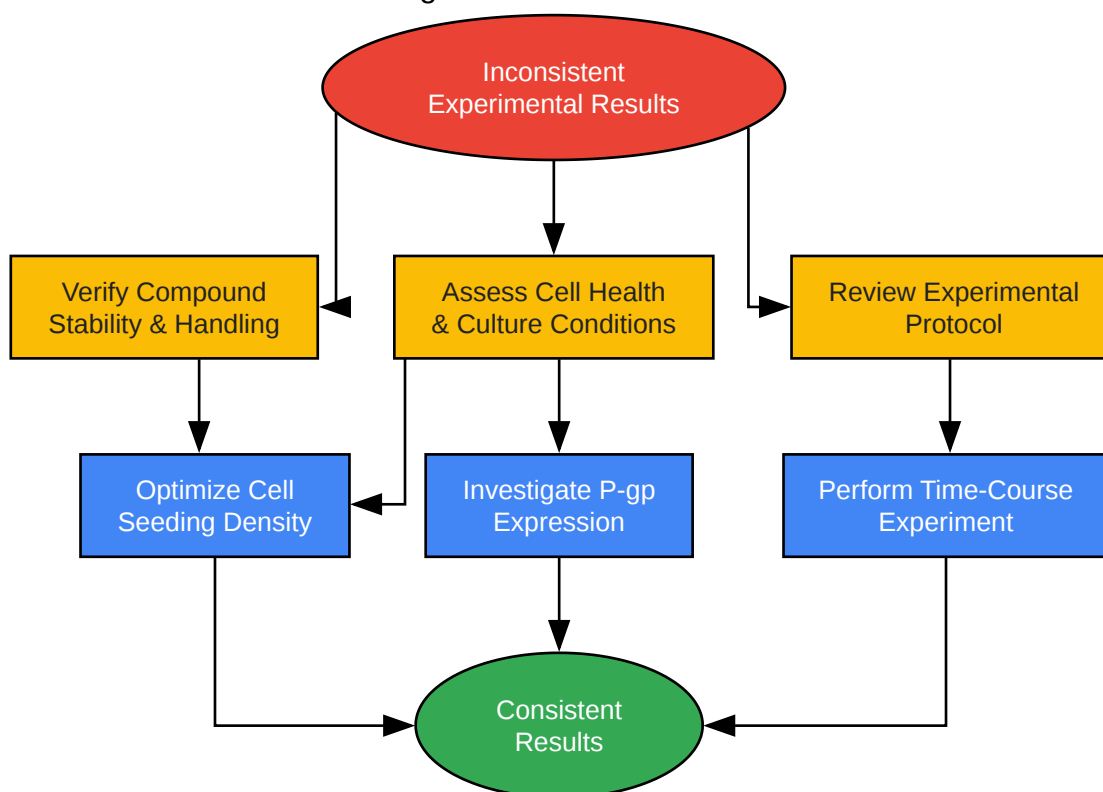 Inconsistent
Experimental Results
Verify Compound
Stability & Handling
Assess Cell Health
& Culture Conditions
Review Experimental
Protocol
Optimize Cell
Seeding Density
Investigate P-gp
Expression
Perform Time-Course
Experiment
Consistent
Results